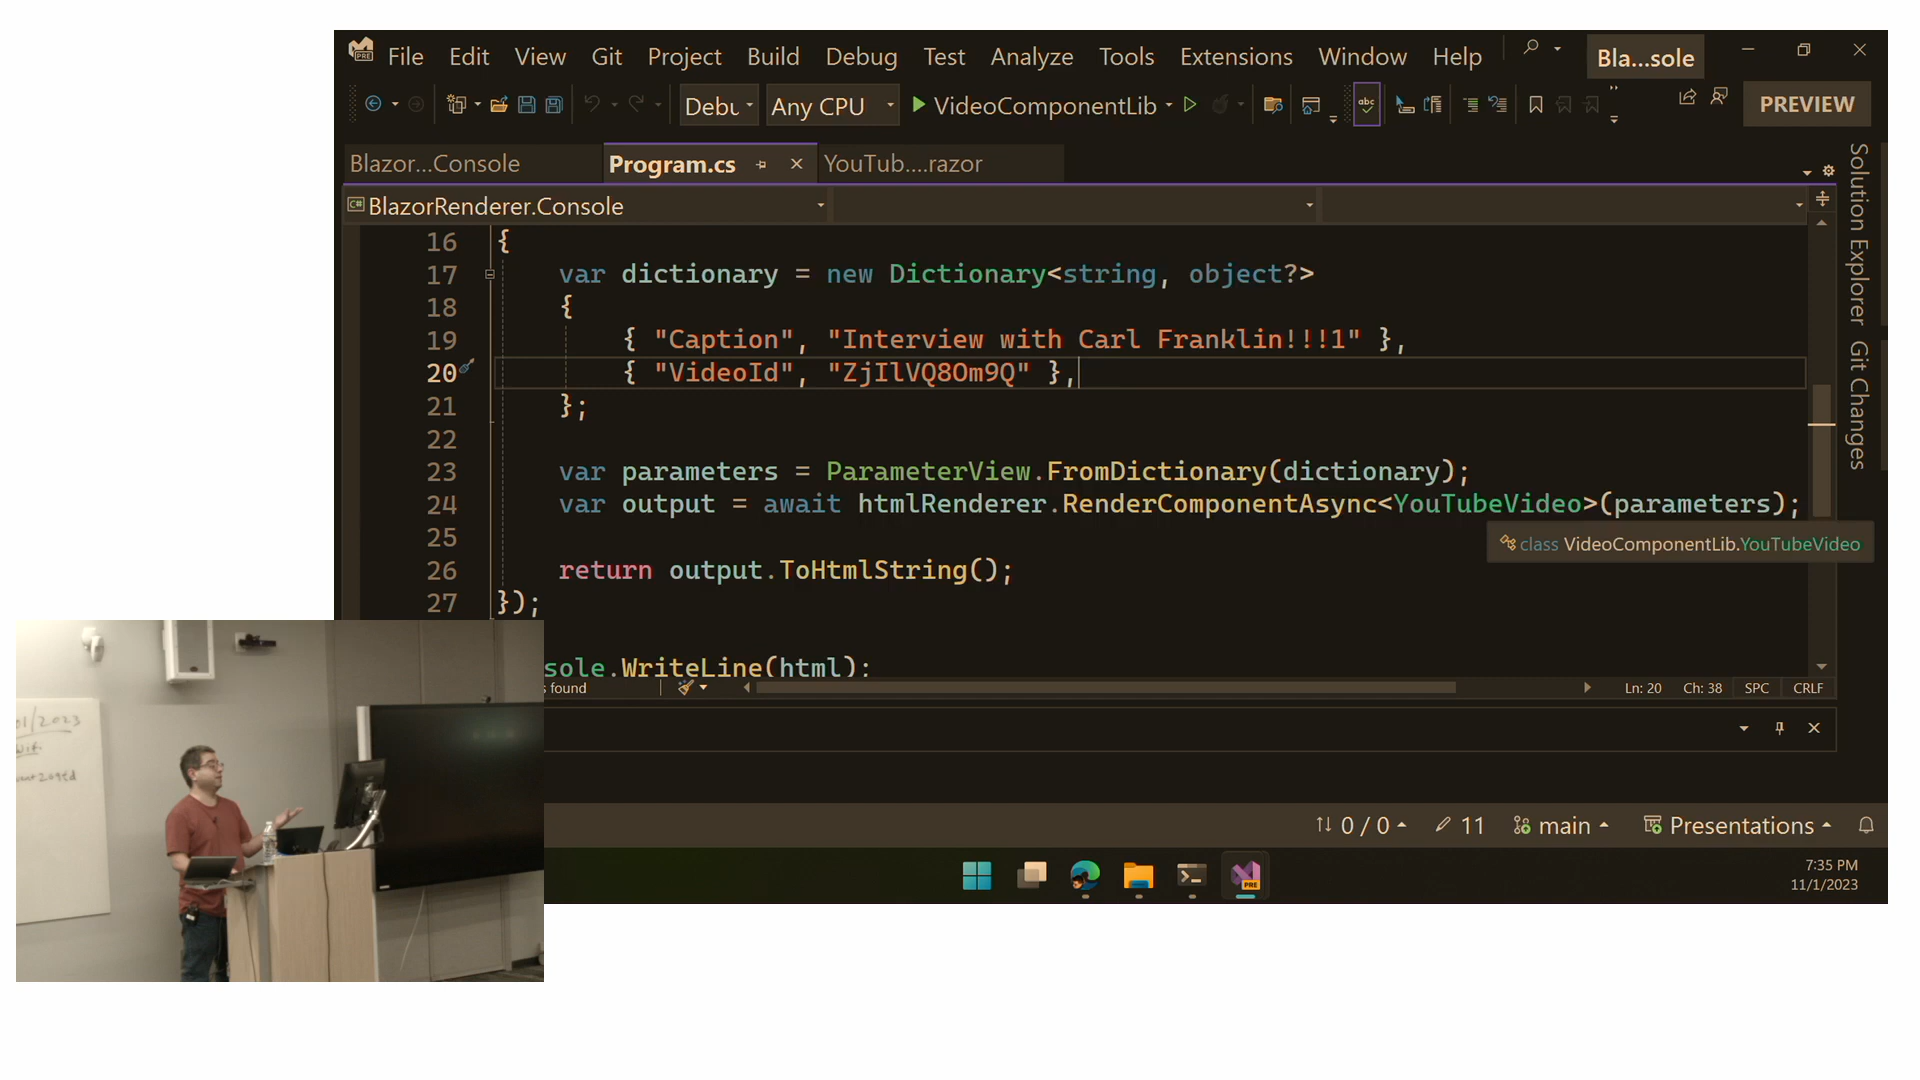 File Edit View Git Project Build Debug Test Analyze Tools Extensions Window Help Bla...sole
Debu Any CPU VideoComponentLib abc PREVIEW
Blazor...Console Program.cs YouTub....razor
C# BlazorRenderer.Console
16 {
17 var dictionary = new Dictionary<string, object?>
18 {
19 { "Caption", "Interview with Carl Franklin!!!1" },
20 { "VideoId", "ZjIlVQ8Om9Q" },
21 };
22
23 var parameters = ParameterView.FromDictionary(dictionary);
24 var output = await htmlRenderer.RenderComponentAsync<YouTubeVideo>(parameters);
class VideoComponentLib.YouTubeVideo
25
26 return output.ToHtmlString();
27 });
sole.WriteLine(html);
s found Ln: 20 Ch: 38 SPC CRLF
Solution Explorer
Git Changes
0 / 0 11 main Presentations
PRE
7:35 PM
11/1/2023
01/2023